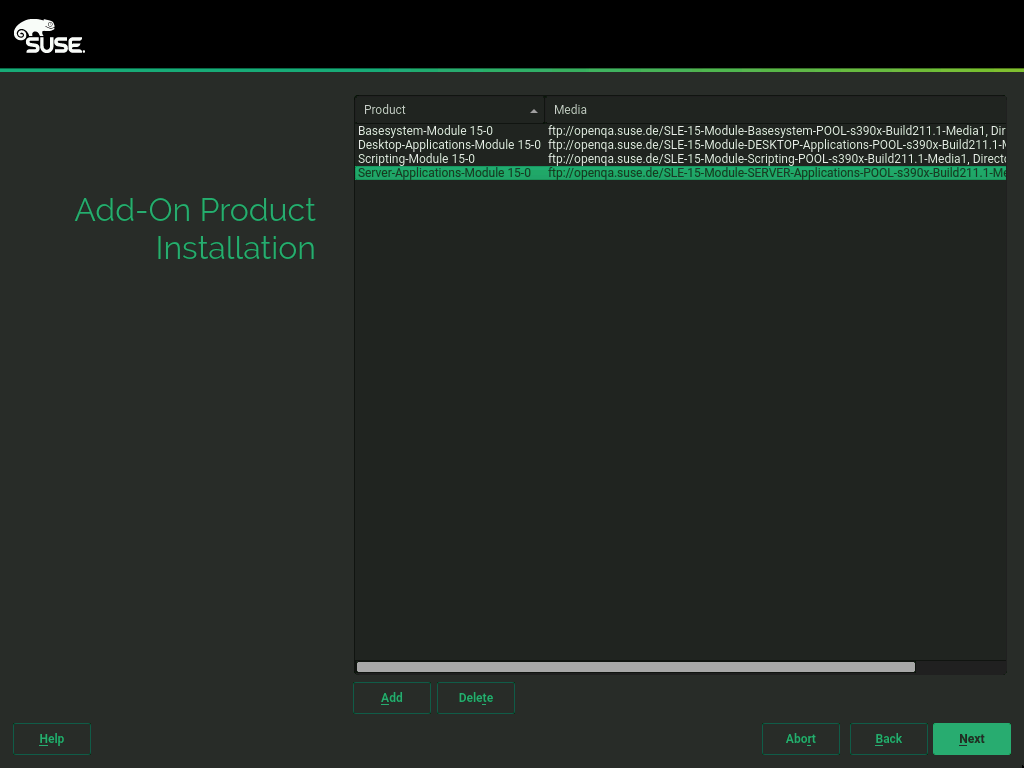 SUSE.
Product Media
Basesystem-Module 15-0 ftp://openqa.suse.de/SLE-15-Module-Basesystem-POOL-s390x-Build211.1-Media1, Dir
Desktop-Applications-Module 15-0 ftp://openqa.suse.de/SLE-15-Module-DESKTOP-Applications-POOL-s390x-Build211.1-M
Scripting-Module 15-0 ftp://openqa.suse.de/SLE-15-Module-Scripting-POOL-s390x-Build211.1-Media1, Directo
Server-Applications-Module 15-0 ftp://openqa.suse.de/SLE-15-Module-SERVER-Applications-POOL-s390x-Build211.1-Me
Add-On Product
Installation
Add Delete
Help Abort Back Next